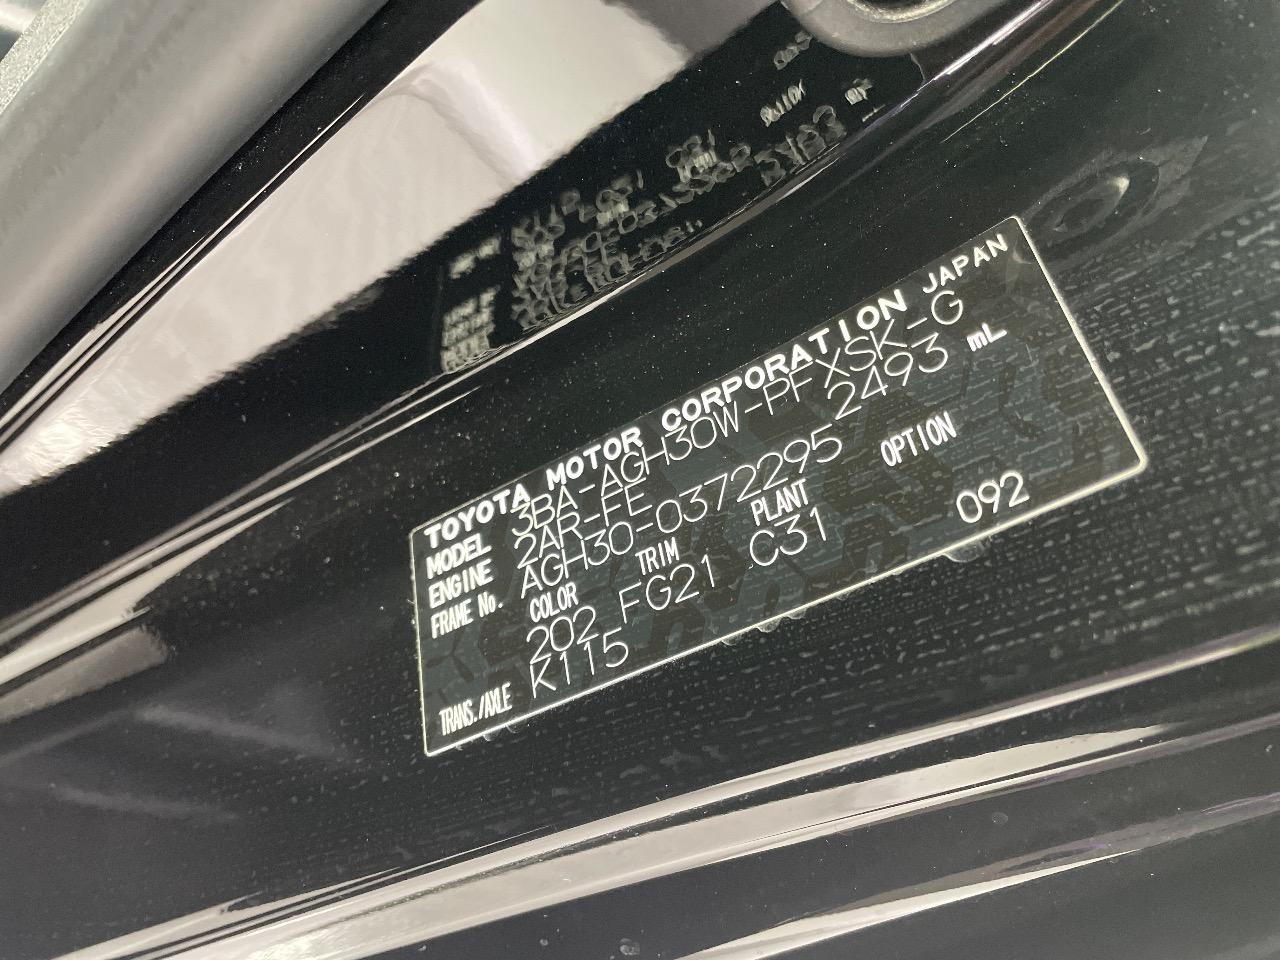 TOYOTA MOTOR CORPORATION JAPAN
MODEL 3BA-AGH30W-PFXSK-G
ENGINE 2AR-FE 2493 mL
FRAME No. AGH30-0372295
COLOR TRIM PLANT OPTION
202 FG21 C31 092
TRANS./AXLE K115